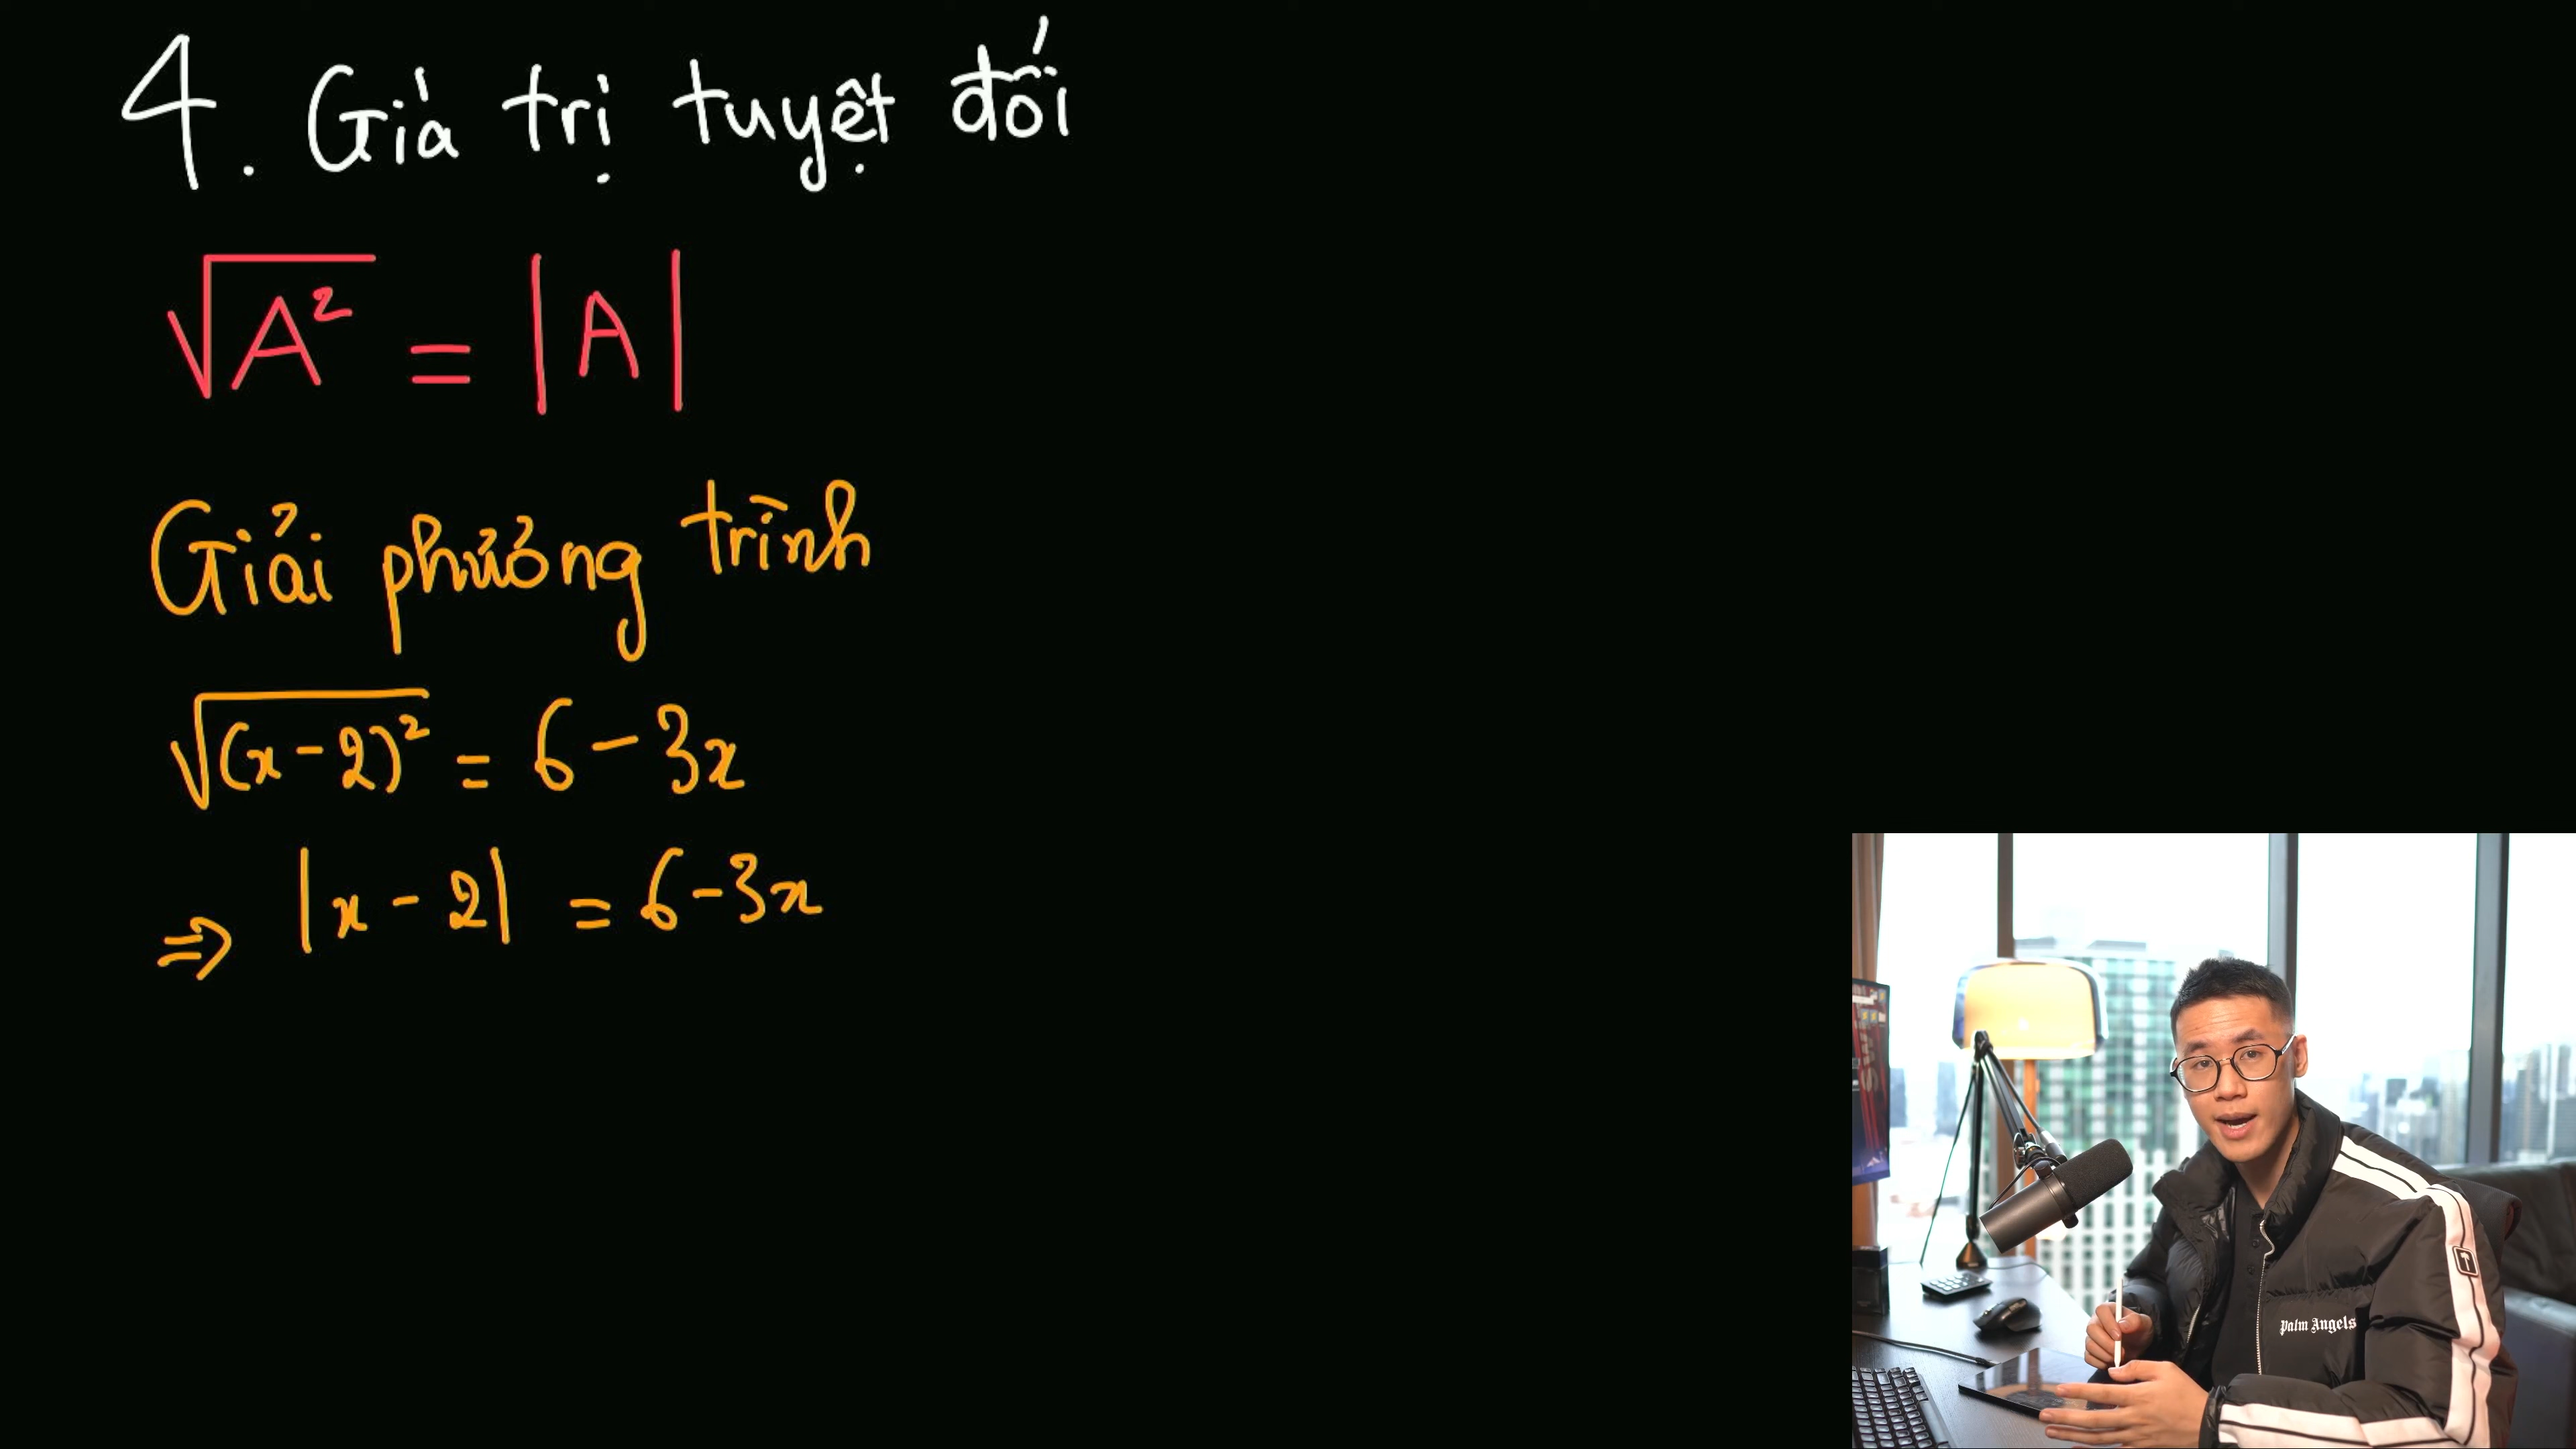 4. Giá trị tuyệt đối
√A² = |A|
Giải phương trình
√(x-2)² = 6-3x
⇒ |x-2| = 6-3x
Palm Angels